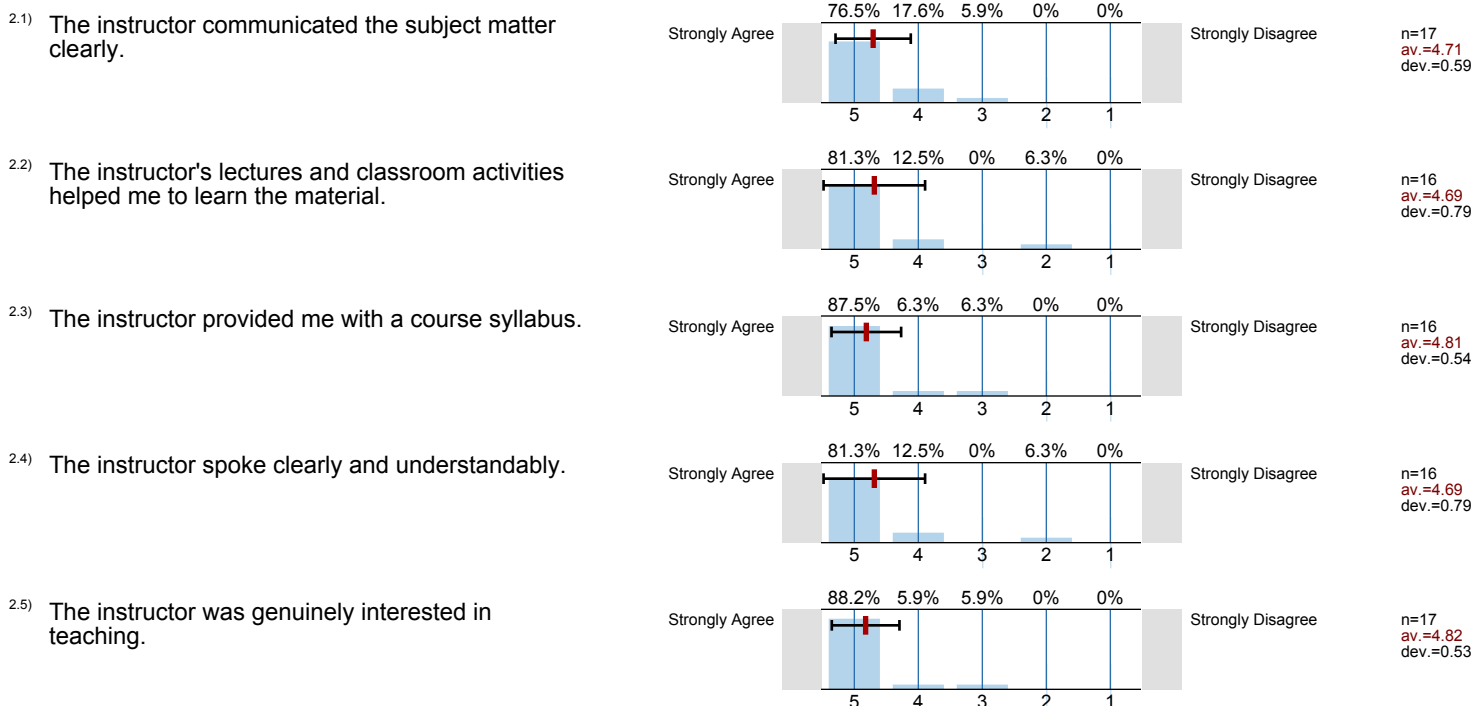 2.1) The instructor communicated the subject matter
clearly.
76.5% 17.6% 5.9% 0% 0%
Strongly Agree
Strongly Disagree
5 4 3 2 1
n=17
av.=4.71
dev.=0.59
2.2) The instructor's lectures and classroom activities
helped me to learn the material.
81.3% 12.5% 0% 6.3% 0%
Strongly Agree
Strongly Disagree
5 4 3 2 1
n=16
av.=4.69
dev.=0.79
2.3) The instructor provided me with a course syllabus.
87.5% 6.3% 6.3% 0% 0%
Strongly Agree
Strongly Disagree
5 4 3 2 1
n=16
av.=4.81
dev.=0.54
2.4) The instructor spoke clearly and understandably.
81.3% 12.5% 0% 6.3% 0%
Strongly Agree
Strongly Disagree
5 4 3 2 1
n=16
av.=4.69
dev.=0.79
2.5) The instructor was genuinely interested in
teaching.
88.2% 5.9% 5.9% 0% 0%
Strongly Agree
Strongly Disagree
5 4 3 2 1
n=17
av.=4.82
dev.=0.53